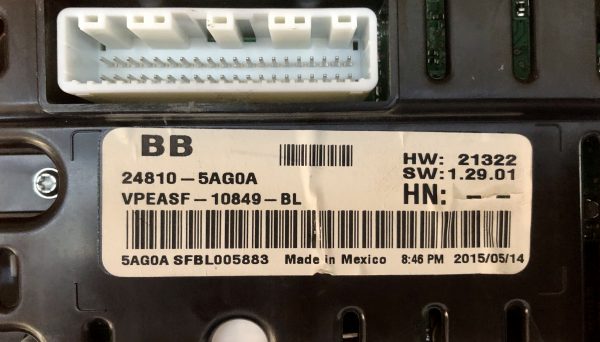 BB
24810-5AG0A
HW: 21322
SW: 1.29.01
VPEASF-10849-BL
HN: --
5AG0A SFBL005883 Made in Mexico 8:46 PM 2015/05/14